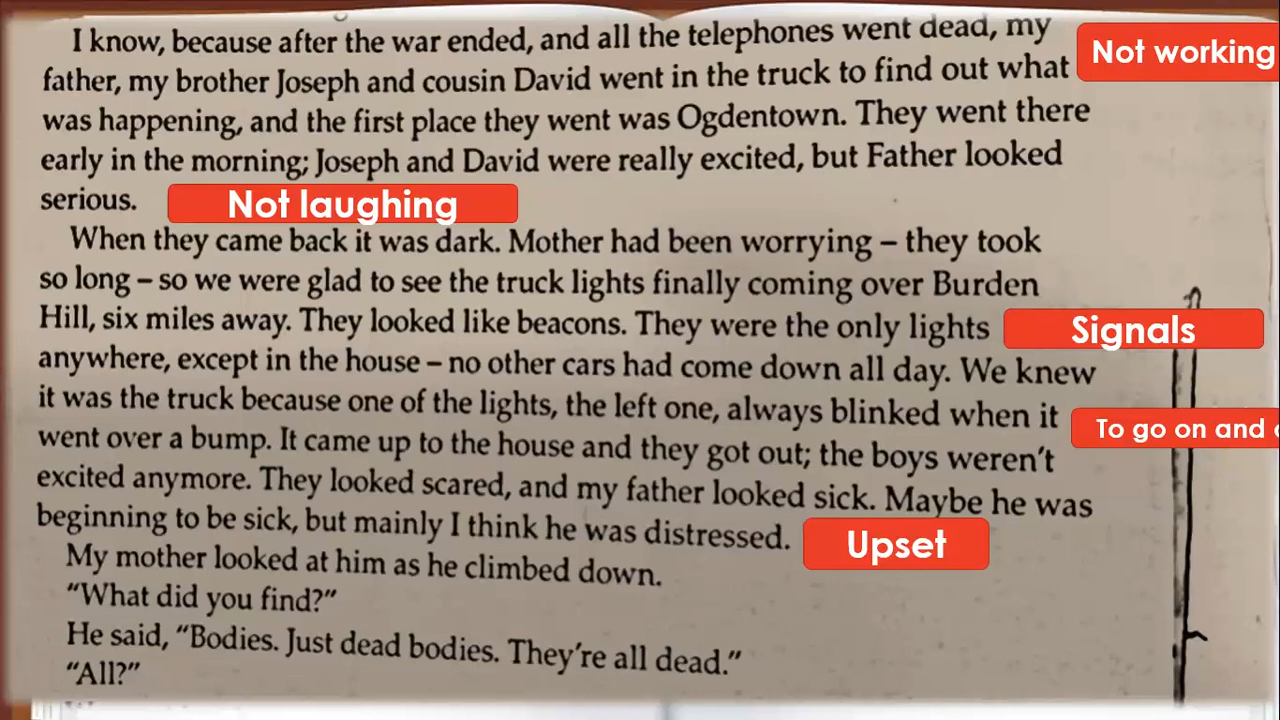 I know, because after the war ended, and all the telephones went dead, my Not working
father, my brother Joseph and cousin David went in the truck to find out what
was happening, and the first place they went was Ogdentown. They went there
early in the morning; Joseph and David were really excited, but Father looked
serious. Not laughing
When they came back it was dark. Mother had been worrying – they took
so long – so we were glad to see the truck lights finally coming over Burden
Hill, six miles away. They looked like beacons. They were the only lights Signals
anywhere, except in the house – no other cars had come down all day. We knew
it was the truck because one of the lights, the left one, always blinked when it To go on and
went over a bump. It came up to the house and they got out; the boys weren't
excited anymore. They looked scared, and my father looked sick. Maybe he was
beginning to be sick, but mainly I think he was distressed. Upset
My mother looked at him as he climbed down.
"What did you find?"
He said, "Bodies. Just dead bodies. They're all dead."
"All?"